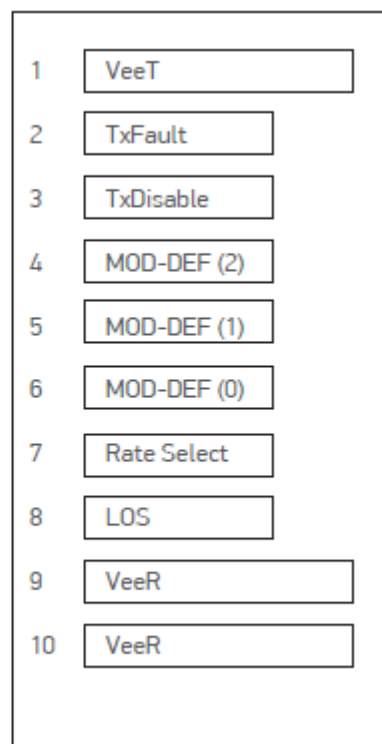 1 VeeT
2 TxFault
3 TxDisable
4 MOD-DEF (2)
5 MOD-DEF (1)
6 MOD-DEF (0)
7 Rate Select
8 LOS
9 VeeR
10 VeeR